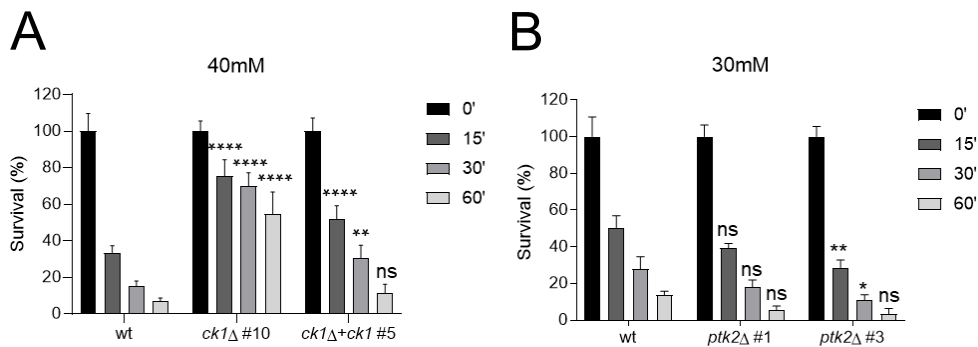 A
40mM
Survival (%)
120
100
80
60
40
20
0
****
****
****
****
**
ns
wt
ck1Δ #10
ck1Δ+ck1 #5
0'
15'
30'
60'
B
30mM
Survival (%)
120
100
80
60
40
20
0
ns
ns
ns
**
*
ns
wt
ptk2Δ #1
ptk2Δ #3
0'
15'
30'
60'